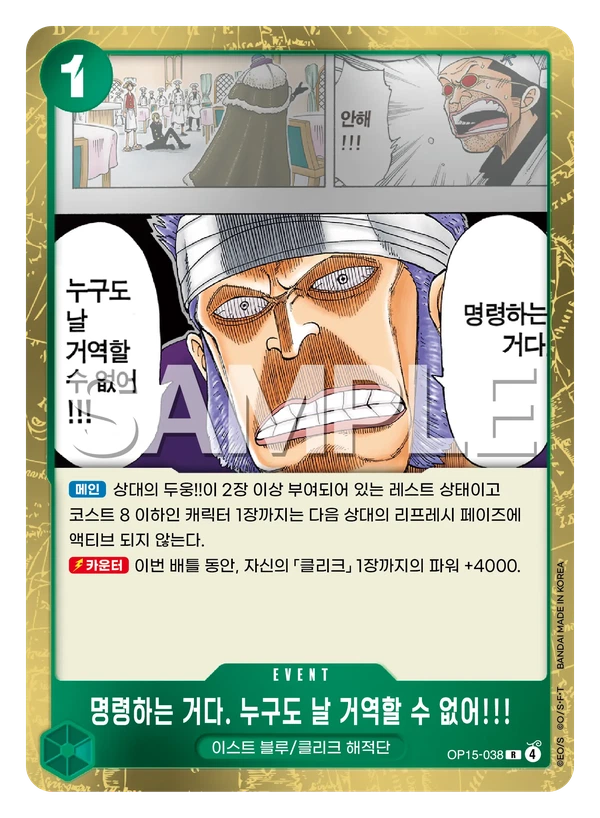 1
안해
!!!
누구도
날
거역할
수 없어
!!!
명령하는
거다
SAMPLE
메인 상대의 두웅!!이 2장 이상 부여되어 있는 레스트 상태이고
코스트 8 이하인 캐릭터 1장까지는 다음 상대의 리프레시 페이즈에
액티브 되지 않는다.
카운터 이번 배틀 동안, 자신의 「클리크」 1장까지의 파워 +4000.
EVENT
명령하는 거다. 누구도 날 거역할 수 없어!!!
이스트 블루/클리크 해적단
OP15-038 R 4
©EO/S ©O/S·F·T BANDAI MADE IN KOREA